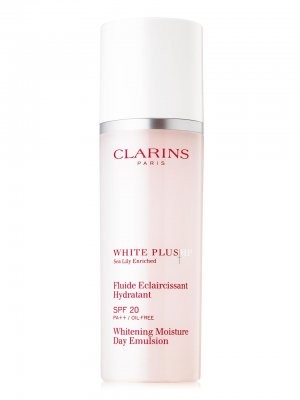 CLARINS
PARIS
WHITE PLUS HP
Sea Lily Enriched
Fluide Eclaircissant
Hydratant
SPF 20
PA++ / OIL FREE
Whitening Moisture
Day Emulsion